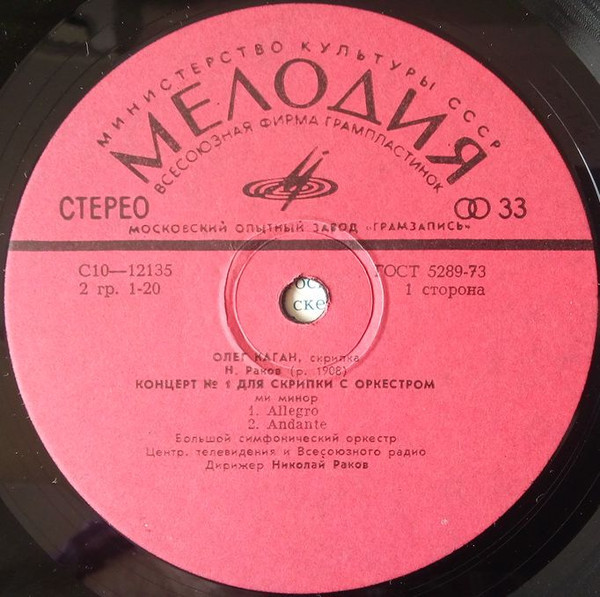 МИНИСТЕРСТВО КУЛЬТУРЫ СССР
МЕЛОДИЯ
ВСЕСОЮЗНАЯ ФИРМА ГРАМПЛАСТИНОК
СТЕРЕО 33
МОСКОВСКИЙ ОПЫТНЫЙ ЗАВОД «ГРАМЗАПИСЬ»
С10—12135 ГОСТ 5289-73
2 гр. 1-20 1 сторона
ОЛЕГ КАГАН, скрипка
Н. Раков (р. 1908)
КОНЦЕРТ № 1 ДЛЯ СКРИПКИ С ОРКЕСТРОМ
ми минор
1. Allegro
2. Andante
Большой симфонический оркестр
Центр. телевидения и Всесоюзного радио
Дирижер Николай Раков